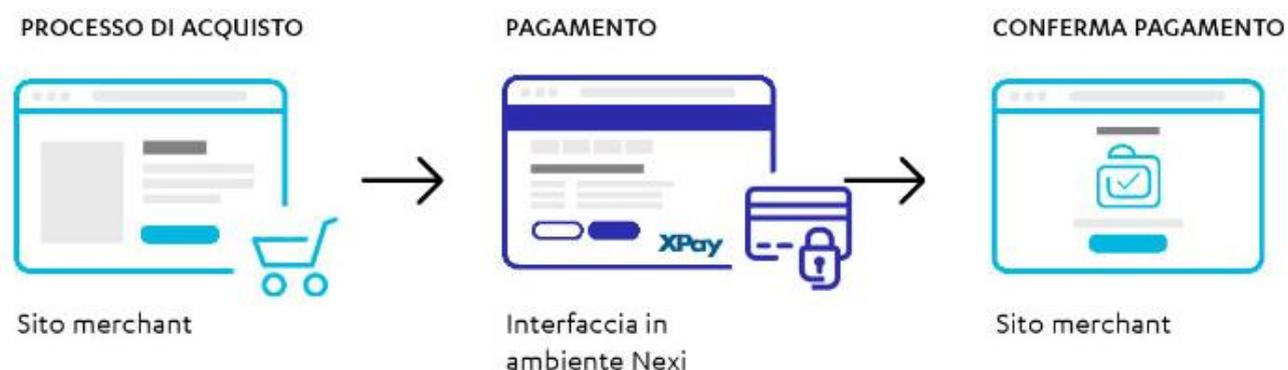 PROCESSO DI ACQUISTO
PAGAMENTO
CONFERMA PAGAMENTO
XPay
Sito merchant
Interfaccia in
ambiente Nexi
Sito merchant